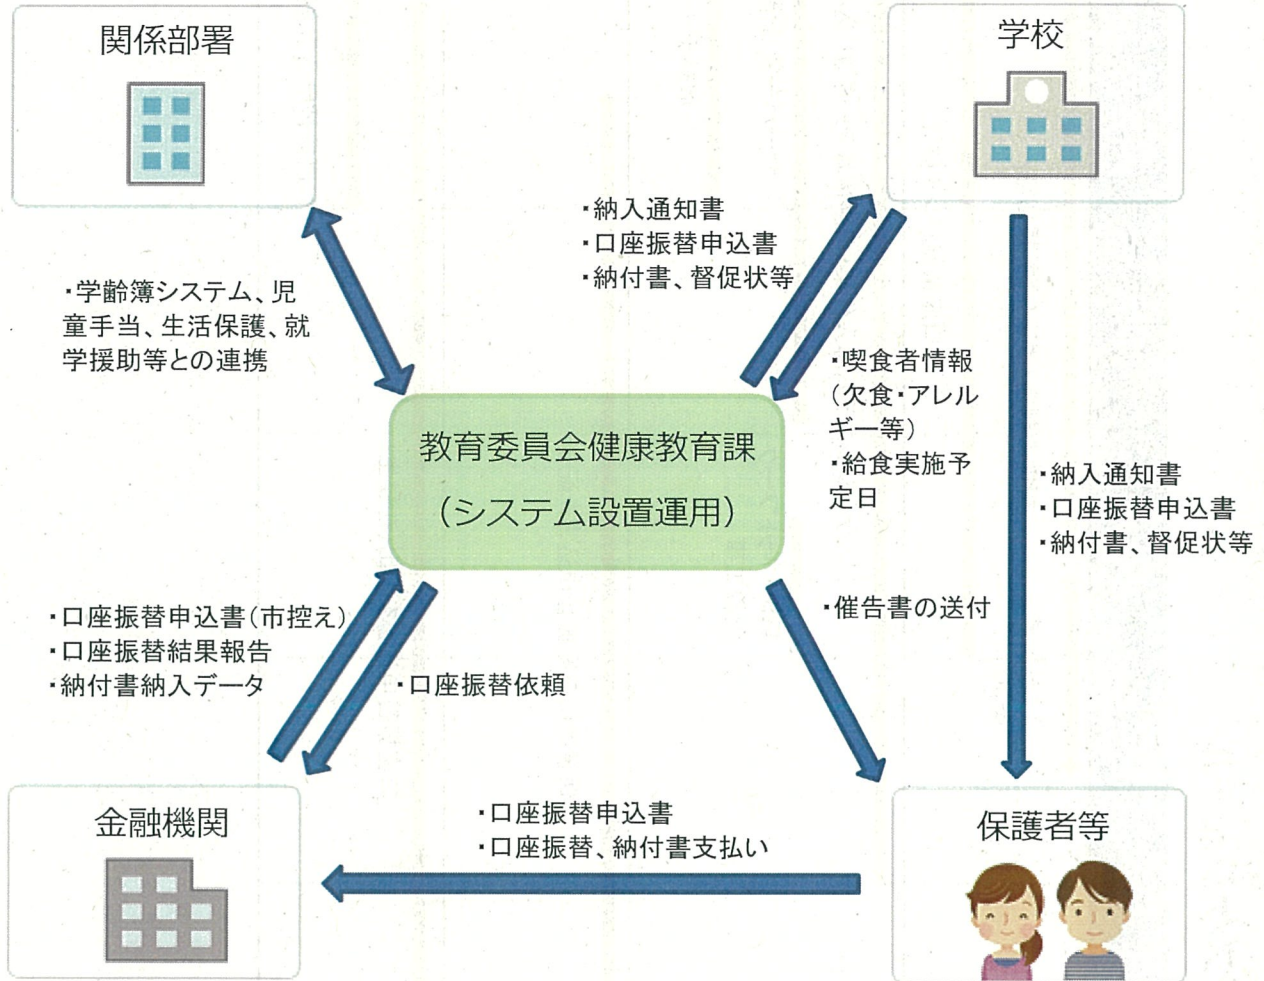 関係部署
学校
・納入通知書
・口座振替申込書
・納付書、督促状等
・学齢簿システム、児
童手当、生活保護、就
学援助等との連携
・喫食者情報
（欠食・アレル
ギー等）
・給食実施予
定日
教育委員会健康教育課
（システム設置運用）
・納入通知書
・口座振替申込書
・納付書、督促状等
・催告書の送付
・口座振替申込書（市控え）
・口座振替結果報告
・納付書納入データ
・口座振替依頼
金融機関
・口座振替申込書
・口座振替、納付書支払い
保護者等